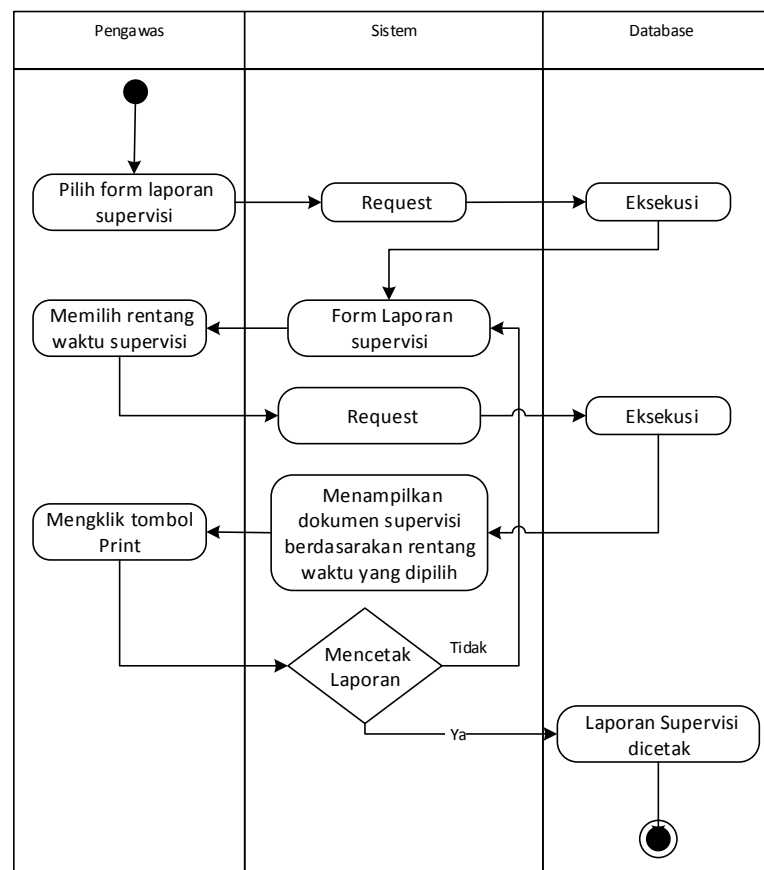 Pengawas
Sistem
Database
Pilih form laporan
supervisi
Request
Eksekusi
Memilih rentang
waktu supervisi
Form Laporan
supervisi
Request
Eksekusi
Mengklik tombol
Print
Menampilkan
dokumen supervisi
berdasarakan rentang
waktu yang dipilih
Mencetak
Laporan
Tidak
Ya
Laporan Supervisi
dicetak